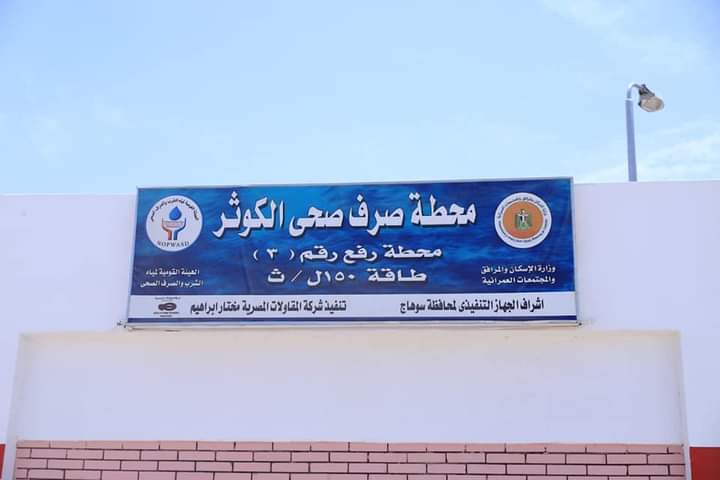 محطة صرف صحى الكوثر
محطة رفع رقم ( ٣ )
طاقة ١٥٠ل/ ث
وزارة الإسكان والمرافق
والمجتمعات العمرانية
الهيئة القومية لمياه
الشرب والصرف الصحى
NOPWASD
اشراف الجهاز التنفيذى لمحافظة سوهاج
تنفيذ شركة المقاولات المصرية مختار ابراهيم